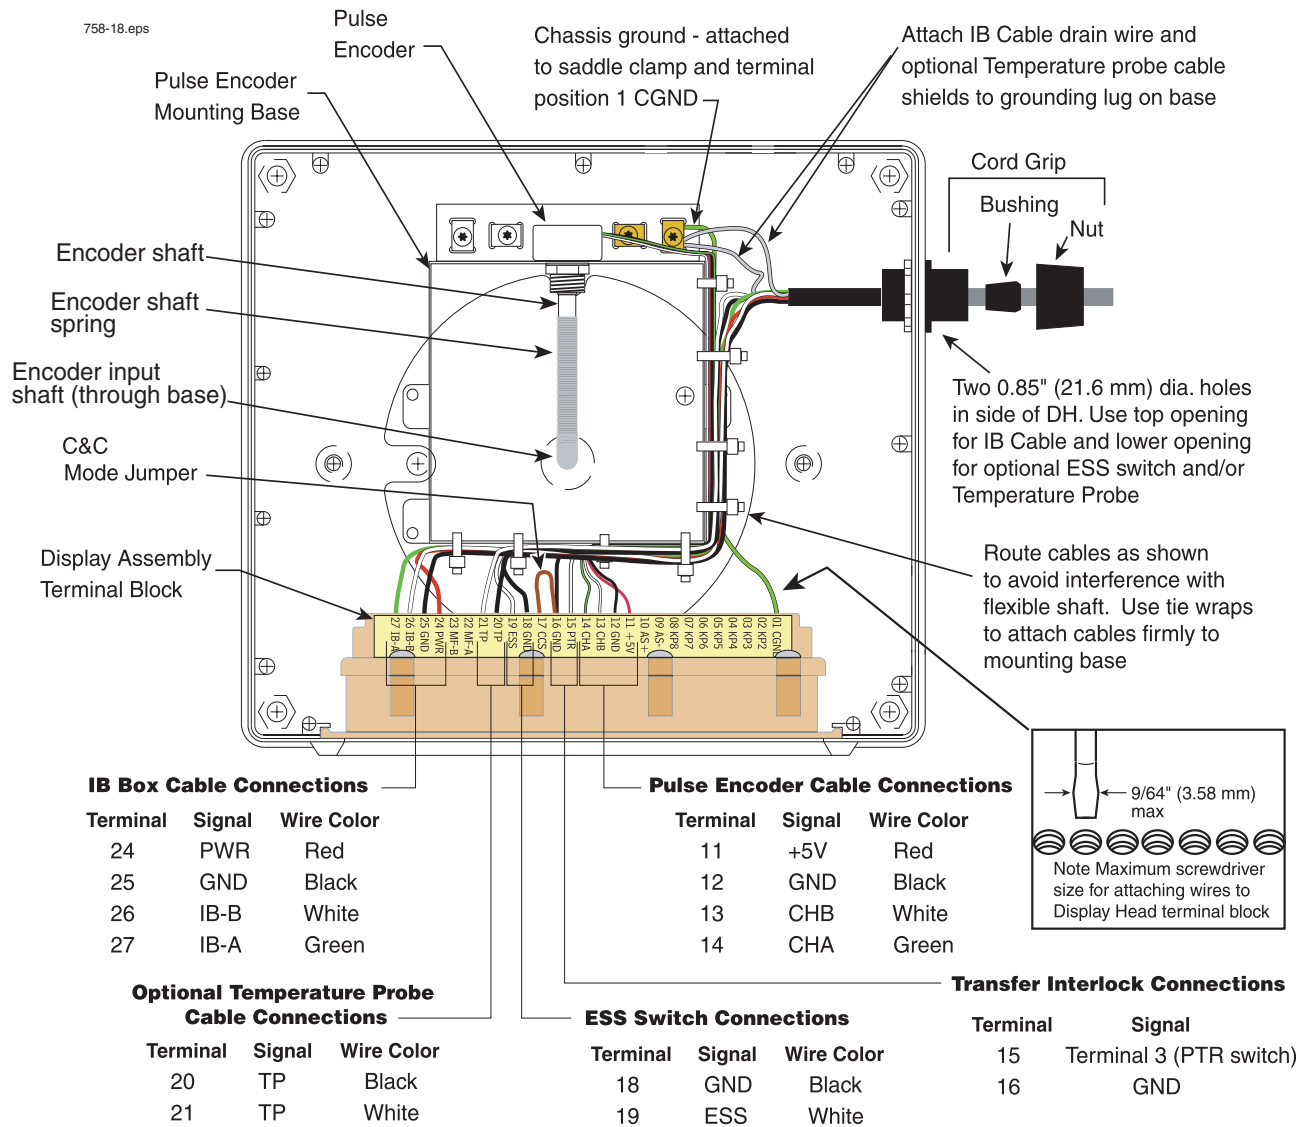 758-18.eps
Pulse
Encoder
Pulse Encoder
Mounting Base
Chassis ground - attached
to saddle clamp and terminal
position 1 CGND
Attach IB Cable drain wire and
optional Temperature probe cable
shields to grounding lug on base
Cord Grip
Bushing
Nut
Encoder shaft
Encoder shaft
spring
Encoder input
shaft (through base)
C&C
Mode Jumper
Display Assembly
Terminal Block
Two 0.85" (21.6 mm) dia. holes
in side of DH. Use top opening
for IB Cable and lower opening
for optional ESS switch and/or
Temperature Probe
Route cables as shown
to avoid interference with
flexible shaft.  Use tie wraps
to attach cables firmly to
mounting base
27 IB-A
26 IB-B
25 GND
24 PWR
23 MF-B
22 MF-A
21 TP
20 TP
19 ESS
18 GND
17 CCS
16 GND
15 PTR
14 CHA
13 CHB
12 GND
11 +5V
10 AS+
09 AS-
08 KP8
07 KP7
06 KP6
05 KP5
04 KP4
03 KP3
02 KP2
01 CGND
9/64" (3.58 mm)
max
Note Maximum screwdriver
size for attaching wires to
Display Head terminal block
IB Box Cable Connections
Terminal Signal Wire Color
24 PWR Red
25 GND Black
26 IB-B White
27 IB-A Green
Pulse Encoder Cable Connections
Terminal Signal Wire Color
11 +5V Red
12 GND Black
13 CHB White
14 CHA Green
Optional Temperature Probe
Cable Connections
Terminal Signal Wire Color
20 TP Black
21 TP White
ESS Switch Connections
Terminal Signal Wire Color
18 GND Black
19 ESS White
Transfer Interlock Connections
Terminal Signal
15 Terminal 3 (PTR switch)
16 GND